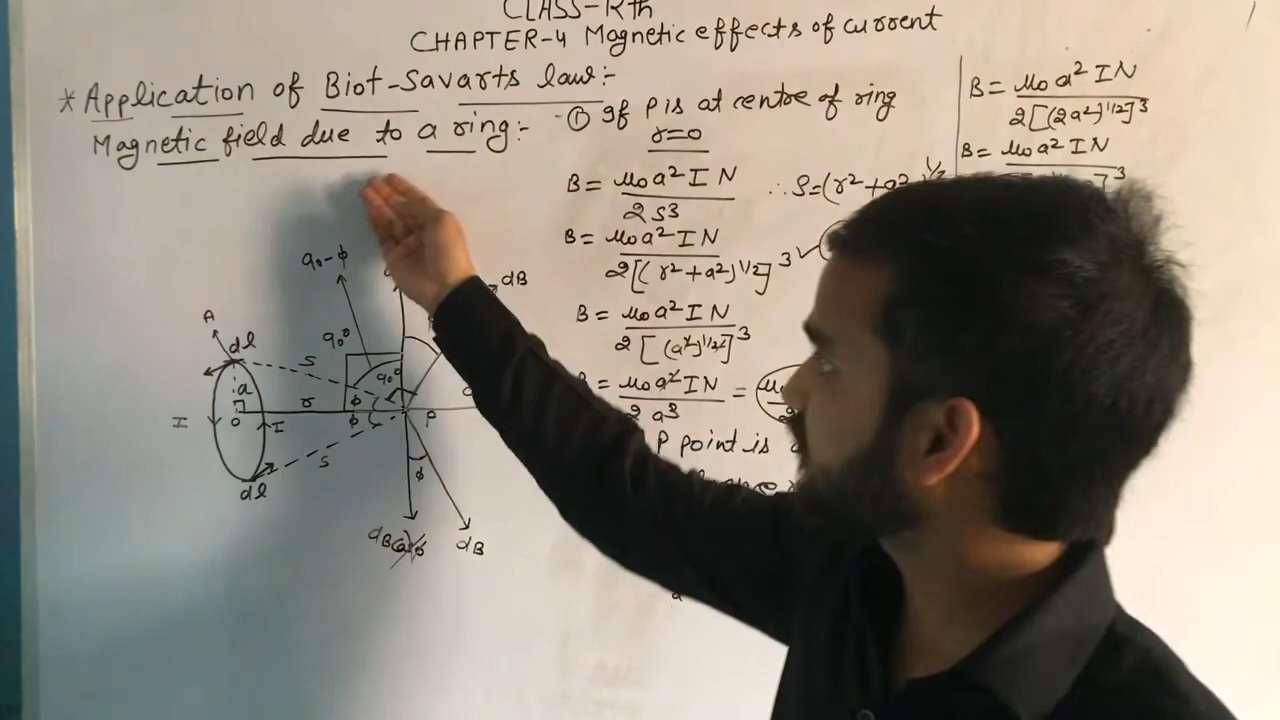 CLASS-12th
CHAPTER-4 Magnetic effects of current
*Application of Biot-Savarts law:-
Magnetic field due to a ring:-
① If P is at centre of ring
r=0
B = μ₀a²IN / 2S³
∴ S=(r²+a²)^1/2
B = μ₀a²IN / 2[(r²+a²)^1/2]³
B = μ₀a²IN / 2[(a²)^1/2]³
= μ₀a²IN / 2a³ =
P point is
B = μ₀a²IN / 2[(2a²)^1/2]³
B = μ₀a²IN
90-φ
dB
90°
90°
A
dl
S
a
r
φ
φ
o
P
I
I
S
φ
dl
dBcosφ
dB